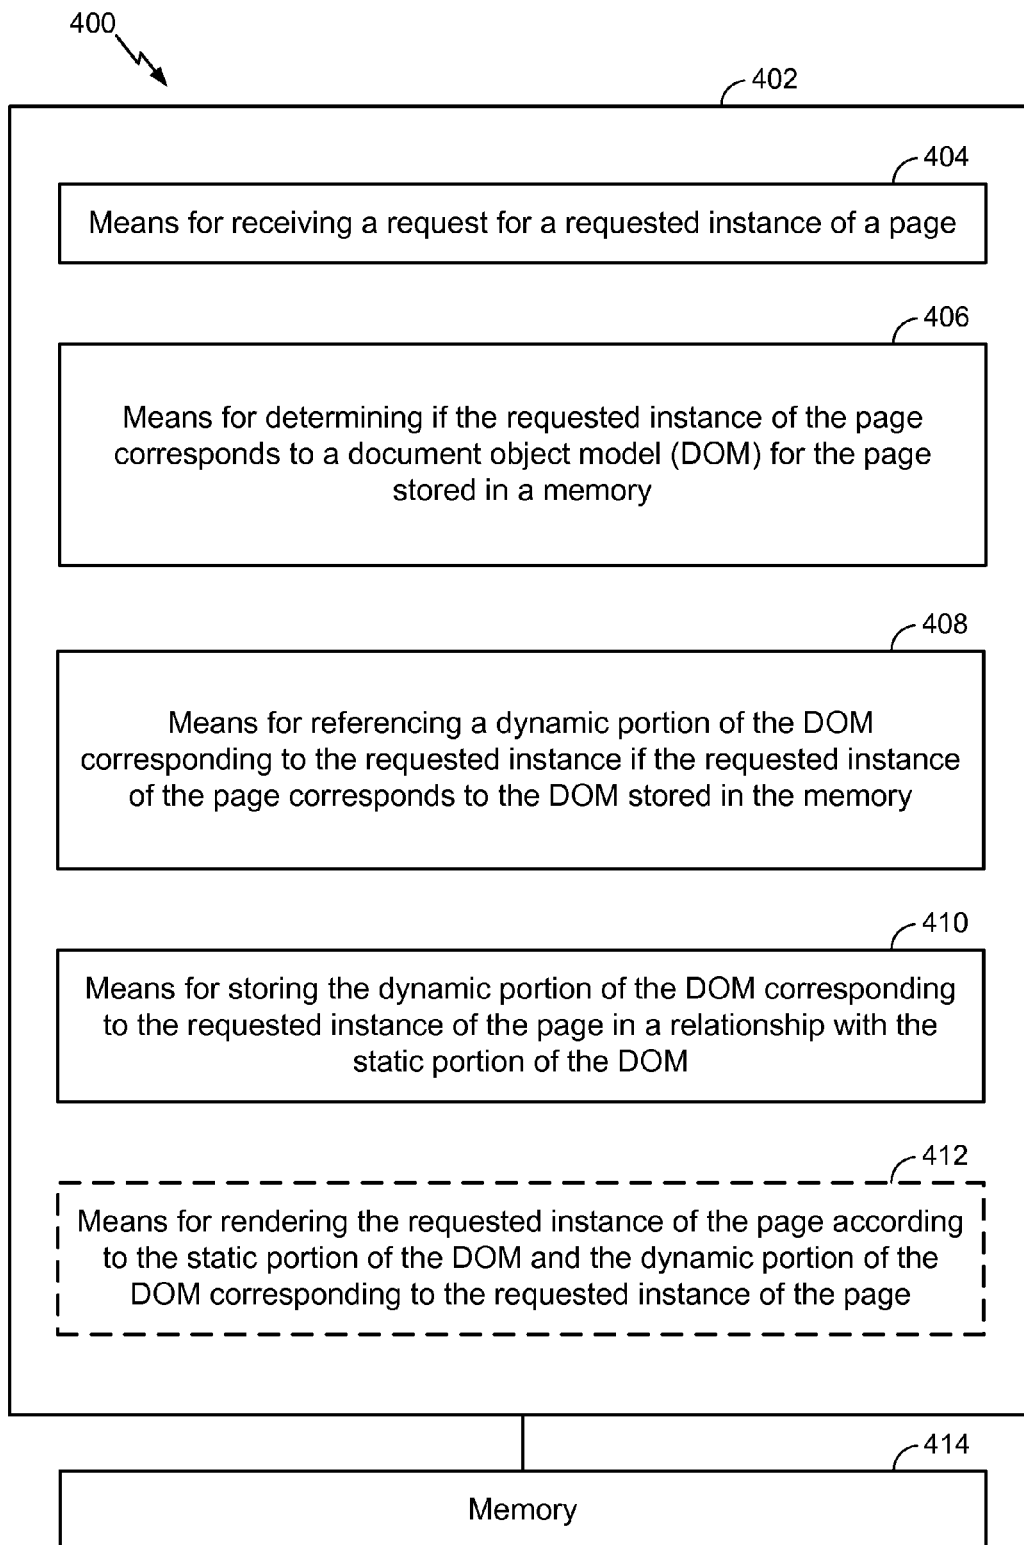 400
402
404
Means for receiving a request for a requested instance of a page
406
Means for determining if the requested instance of the page
corresponds to a document object model (DOM) for the page
stored in a memory
408
Means for referencing a dynamic portion of the DOM
corresponding to the requested instance if the requested instance
of the page corresponds to the DOM stored in the memory
410
Means for storing the dynamic portion of the DOM corresponding
to the requested instance of the page in a relationship with the
static portion of the DOM
412
Means for rendering the requested instance of the page according
to the static portion of the DOM and the dynamic portion of the
DOM corresponding to the requested instance of the page
414
Memory